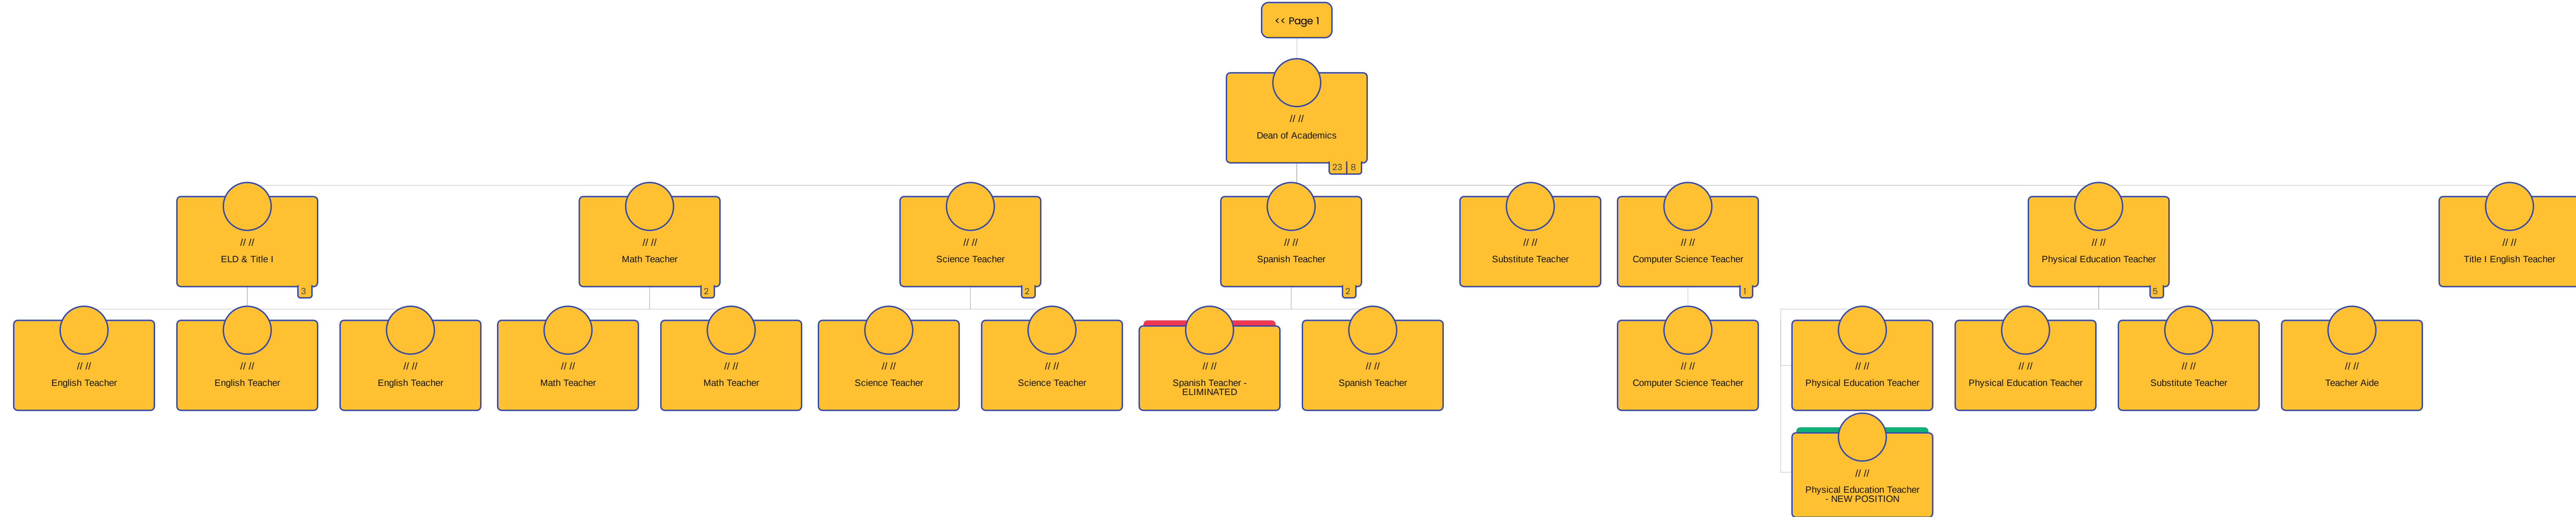 << Page 1
// //
Dean of Academics
23 8
// //
ELD & Title I
3
// //
Math Teacher
2
// //
Science Teacher
2
// //
Spanish Teacher
2
// //
Substitute Teacher
// //
Computer Science Teacher
1
// //
Physical Education Teacher
5
// //
Title I English Teacher
// //
English Teacher
// //
English Teacher
// //
English Teacher
// //
Math Teacher
// //
Math Teacher
// //
Science Teacher
// //
Science Teacher
// //
Spanish Teacher -
ELIMINATED
// //
Spanish Teacher
// //
Computer Science Teacher
// //
Physical Education Teacher
// //
Physical Education Teacher
// //
Substitute Teacher
// //
Teacher Aide
// //
Physical Education Teacher
- NEW POSITION